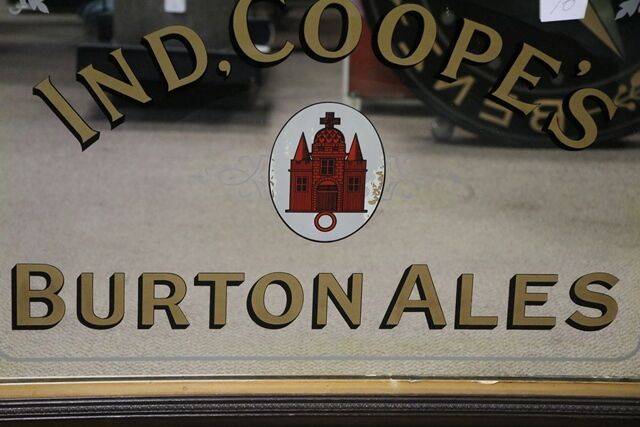 IND, COOPE'S
BURTON ALES